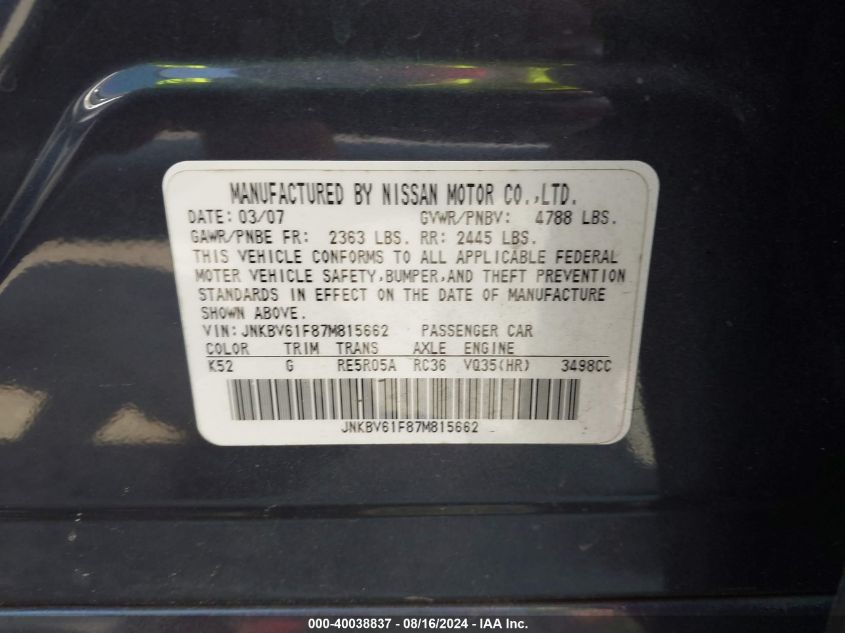 MANUFACTURED BY NISSAN MOTOR CO.,LTD.
DATE: 03/07 GVWR/PNBV: 4788 LBS.
GAWR/PNBE FR: 2363 LBS. RR: 2445 LBS.
THIS VEHICLE CONFORMS TO ALL APPLICABLE FEDERAL
MOTOR VEHICLE SAFETY,BUMPER,AND THEFT PREVENTION
STANDARDS IN EFFECT ON THE DATE OF MANUFACTURE
SHOWN ABOVE.
VIN: JNKBV61F87M815662 PASSENGER CAR
COLOR TRIM TRANS AXLE ENGINE
K52 G RE5R05A RC36 VQ35(HR) 3498CC
JNKBV61F87M815662
000-40038837 - 08/16/2024 - IAA Inc.